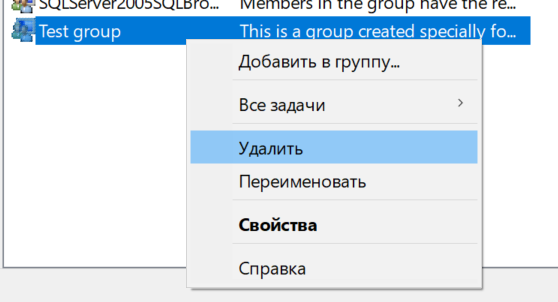 SQLServer2005SQLBro... Members in the group have the re...
Test group This is a group created specially fo...
Добавить в группу...
Все задачи
Удалить
Переименовать
Свойства
Справка